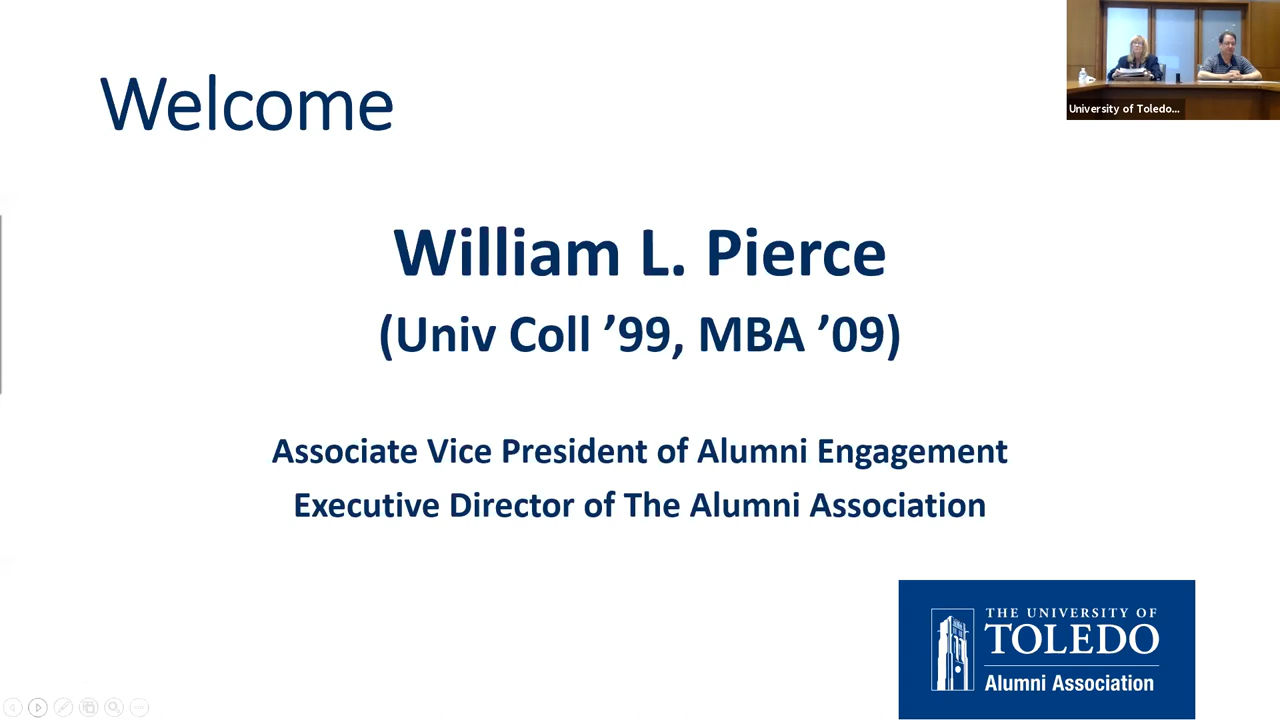 Welcome
University of Toledo...
William L. Pierce
(Univ Coll ’99, MBA ’09)
Associate Vice President of Alumni Engagement
Executive Director of The Alumni Association
THE UNIVERSITY OF
TOLEDO
Alumni Association